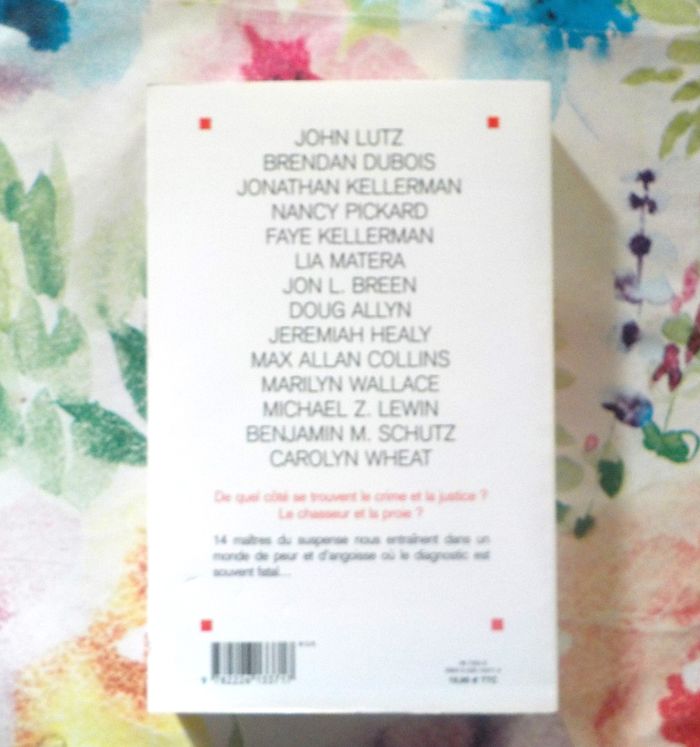 JOHN LUTZ
BRENDAN DUBOIS
JONATHAN KELLERMAN
NANCY PICKARD
FAYE KELLERMAN
LIA MATERA
JON L. BREEN
DOUG ALLYN
JEREMIAH HEALY
MAX ALLAN COLLINS
MARILYN WALLACE
MICHAEL Z. LEWIN
BENJAMIN M. SCHUTZ
CAROLYN WHEAT
De quel côté se trouvent le crime et la justice ?
Le chasseur et la proie ?
14 maîtres du suspense nous entraînent dans un
monde de peur et d'angoisse où le diagnostic est
souvent fatal...
TTC